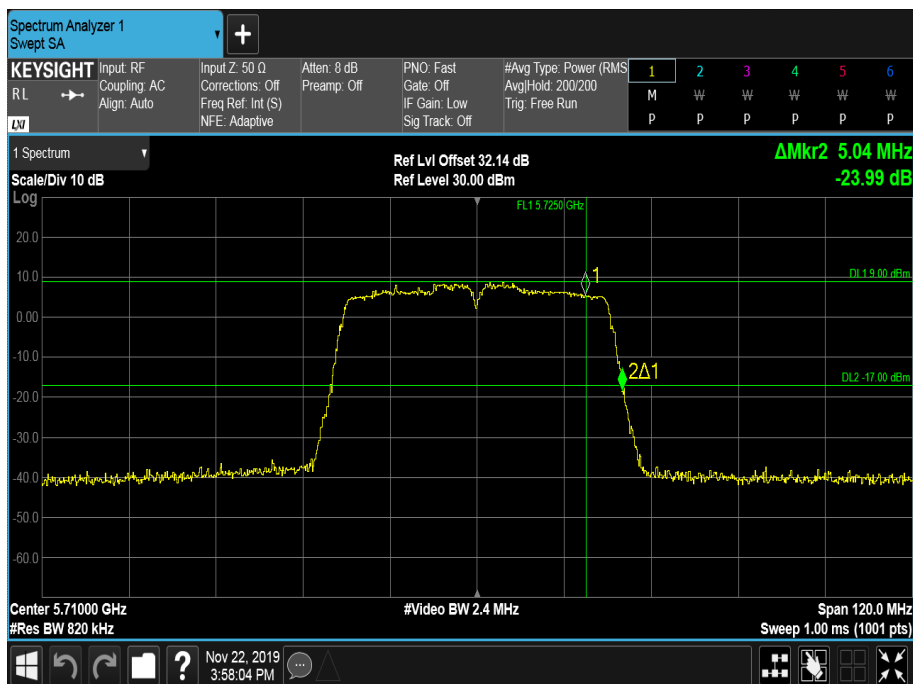 Spectrum Analyzer 1
Swept SA
KEYSIGHT
R L
LXI
Input: RF
Coupling: AC
Align: Auto
Input Z: 50 Ω
Corrections: Off
Freq Ref: Int (S)
NFE: Adaptive
Atten: 8 dB
Preamp: Off
PNO: Fast
Gate: Off
IF Gain: Low
Sig Track: Off
#Avg Type: Power (RMS
Avg|Hold: 200/200
Trig: Free Run
1 2 3 4 5 6
M W W W W W
P P P P P P
1 Spectrum
Scale/Div 10 dB
Log
Ref Lvl Offset 32.14 dB
Ref Level 30.00 dBm
ΔMkr2 5.04 MHz
-23.99 dB
FL1 5.7250 GHz
20.0
10.0
DL1 9.00 dBm
1
0.00
-10.0
2Δ1
DL2 -17.00 dBm
-20.0
-30.0
-40.0
-50.0
-60.0
Center 5.71000 GHz
#Video BW 2.4 MHz
Span 120.0 MHz
#Res BW 820 kHz
Sweep 1.00 ms (1001 pts)
Nov 22, 2019
3:58:04 PM